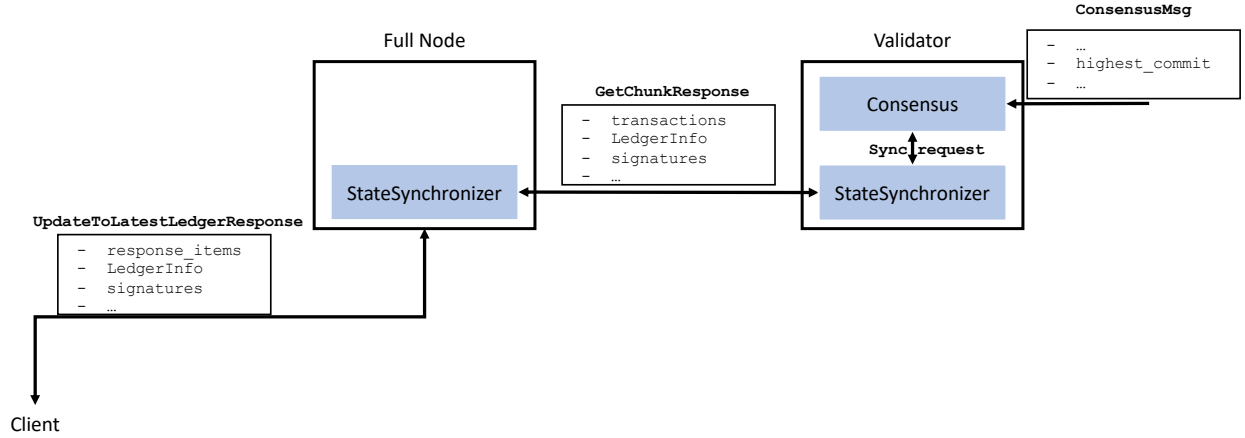 ConsensusMsg
- …
- highest_commit
- …
Full Node
Validator
GetChunkResponse
- transactions
- LedgerInfo
- signatures
- …
Consensus
Sync request
StateSynchronizer
StateSynchronizer
UpdateToLatestLedgerResponse
- response_items
- LedgerInfo
- signatures
- …
Client